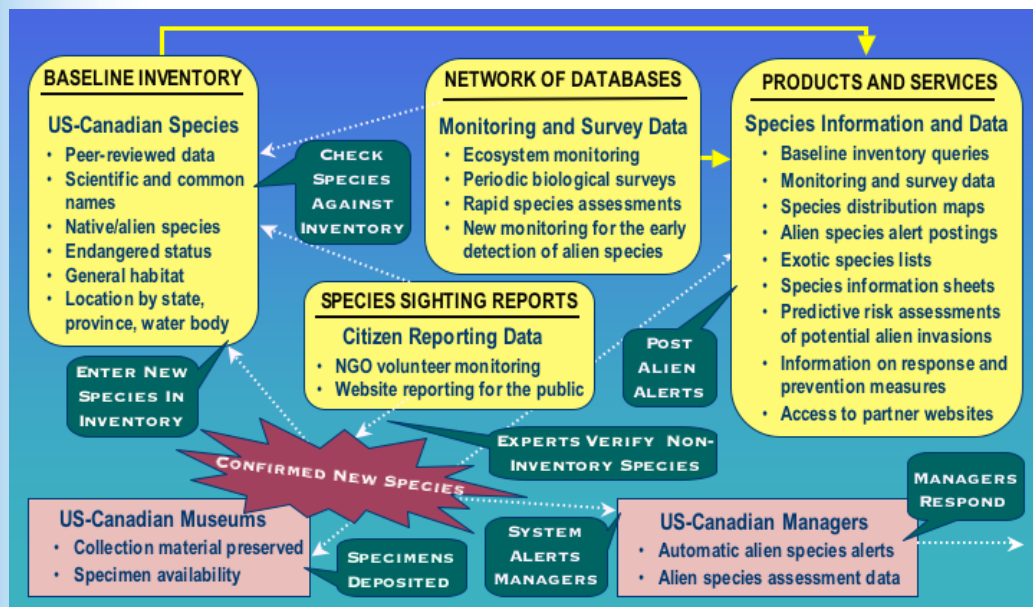 BASELINE INVENTORY
US-Canadian Species
• Peer-reviewed data
• Scientific and common
names
• Native/alien species
• Endangered status
• General habitat
• Location by state,
province, water body
CHECK
SPECIES
AGAINST
INVENTORY
NETWORK OF DATABASES
Monitoring and Survey Data
• Ecosystem monitoring
• Periodic biological surveys
• Rapid species assessments
• New monitoring for the early
detection of alien species
PRODUCTS AND SERVICES
Species Information and Data
• Baseline inventory queries
• Monitoring and survey data
• Species distribution maps
• Alien species alert postings
• Exotic species lists
• Species information sheets
• Predictive risk assessments
of potential alien invasions
• Information on response and
prevention measures
• Access to partner websites
SPECIES SIGHTING REPORTS
Citizen Reporting Data
• NGO volunteer monitoring
• Website reporting for the public
POST
ALIEN
ALERTS
ENTER NEW
SPECIES IN
INVENTORY
EXPERTS VERIFY NON-
INVENTORY SPECIES
CONFIRMED NEW SPECIES
MANAGERS
RESPOND
US-Canadian Museums
• Collection material preserved
• Specimen availability
SPECIMENS
DEPOSITED
SYSTEM
ALERTS
MANAGERS
US-Canadian Managers
• Automatic alien species alerts
• Alien species assessment data